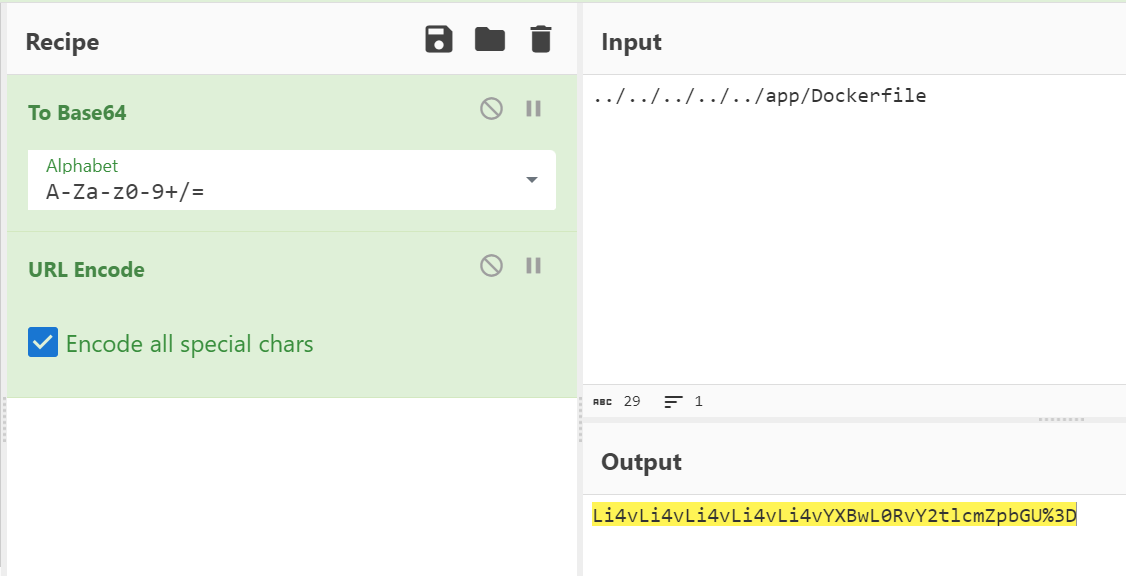 Recipe
To Base64
Alphabet
A-Za-z0-9+/=
URL Encode
Encode all special chars
Input
../../../../../app/Dockerfile
ABC 29 1
Output
Li4vLi4vLi4vLi4vLi4vYXBwL0RvY2tlcmZpbGU%3D